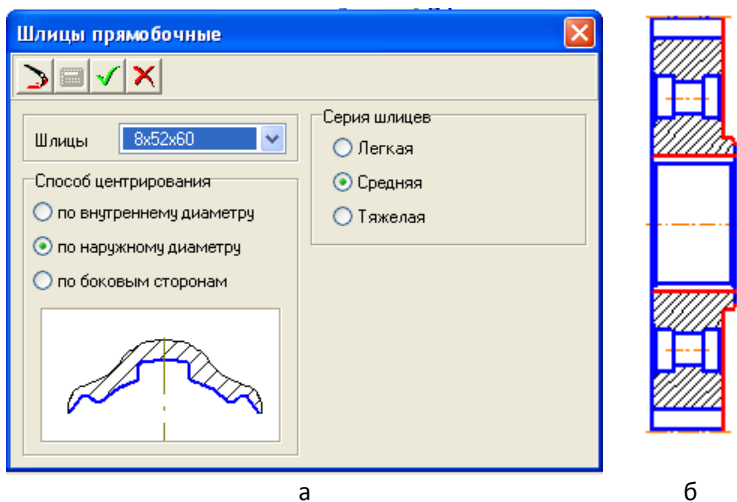 Шлицы прямобочные
Шлицы 8x52x60
Способ центрирования
по внутреннему диаметру
по наружному диаметру
по боковым сторонам
Серия шлицев
Легкая
Средняя
Тяжелая
а
б